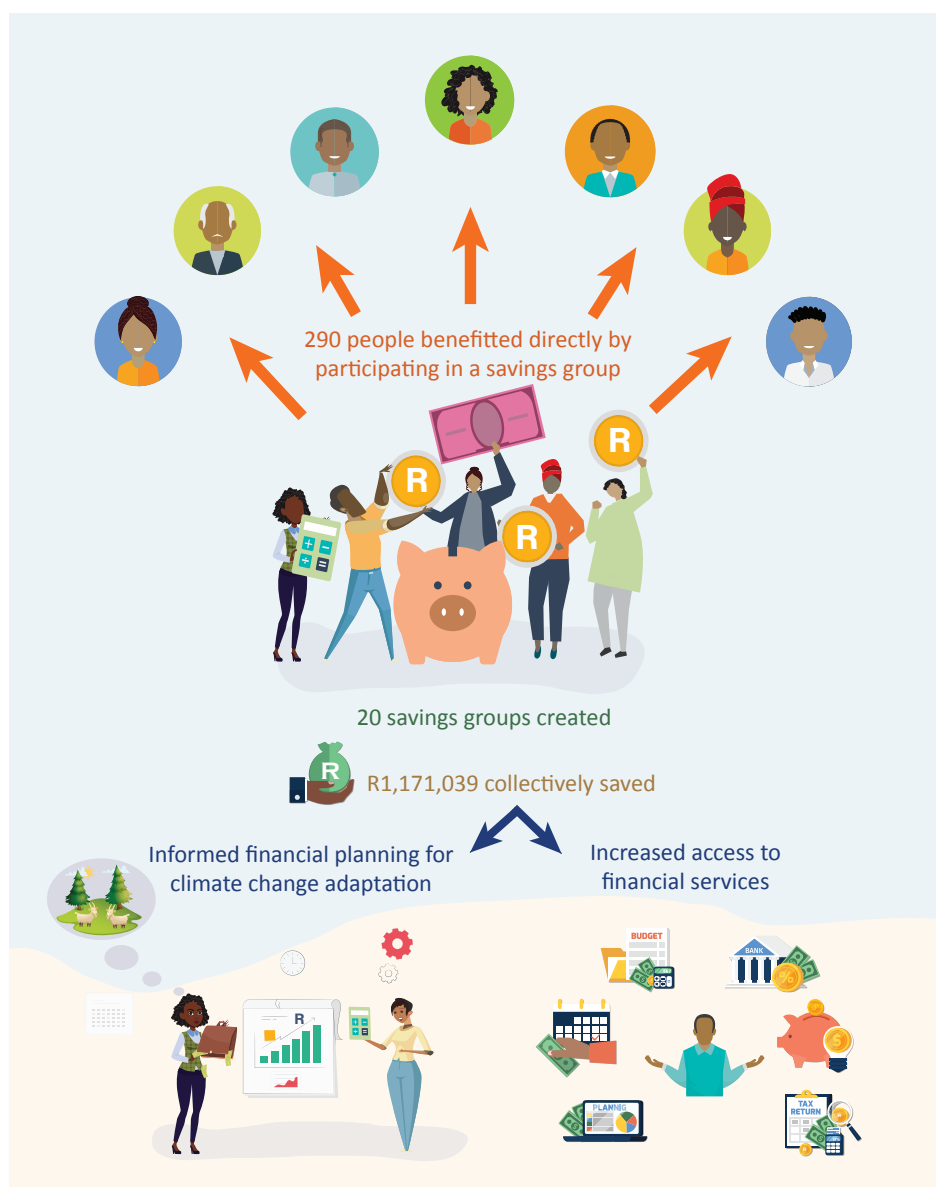 290 people benefitted directly by
participating in a savings group
R
R
R
20 savings groups created
R
R1,171,039 collectively saved
Informed financial planning for
climate change adaptation
Increased access to
financial services
BUDGET
BANK
%
R
$
PLANNIG
TAX
RETURN